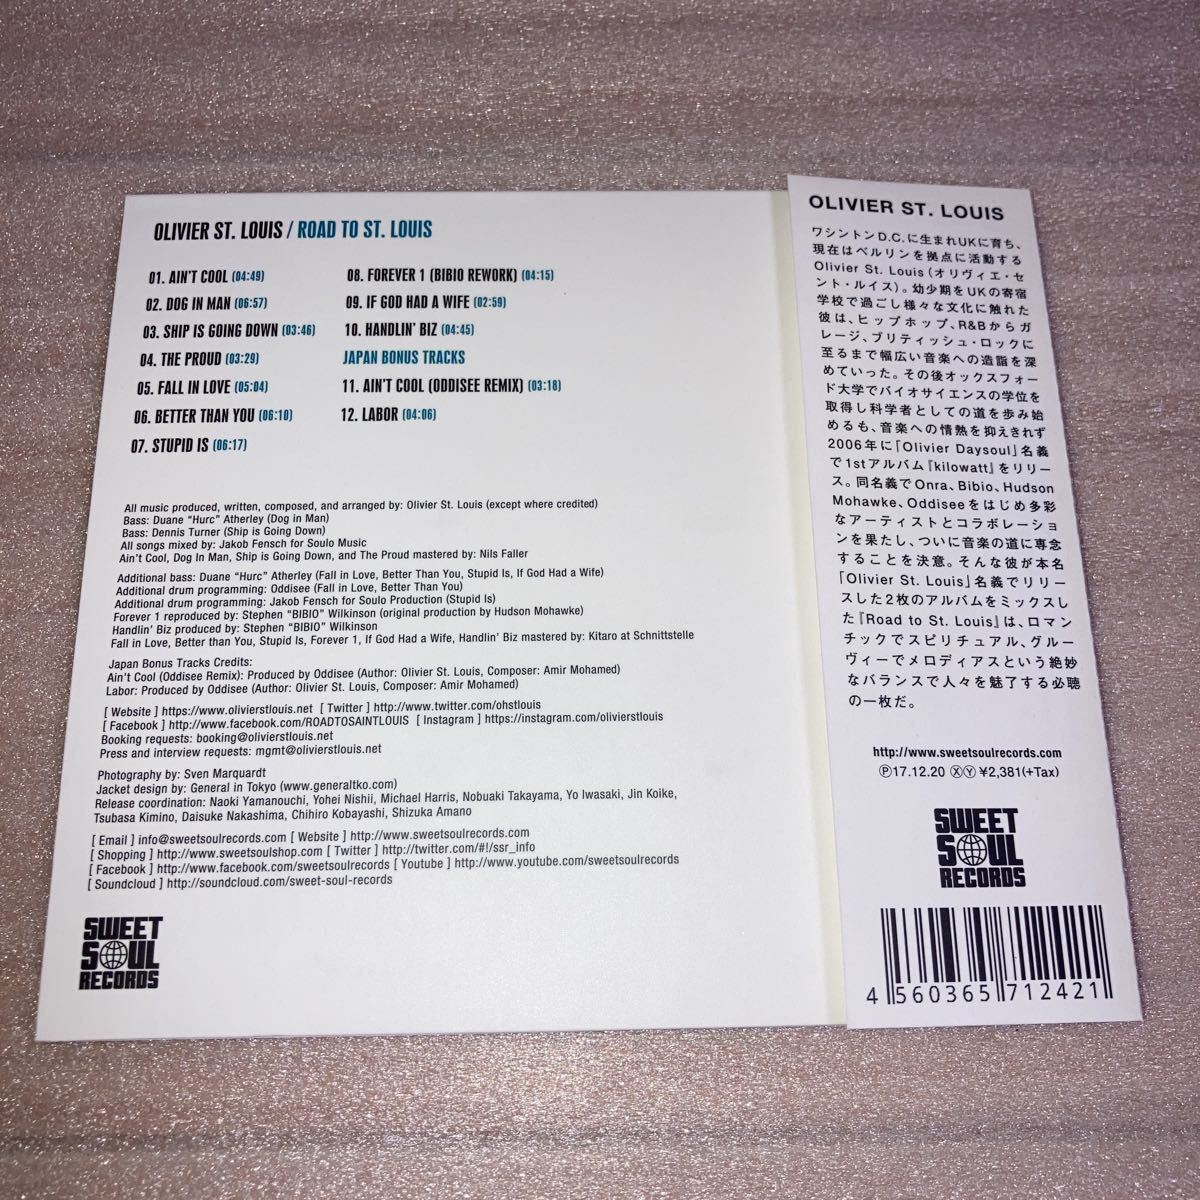 OLIVIER ST. LOUIS / ROAD TO ST. LOUIS
01. AIN'T COOL (04:49)
02. DOG IN MAN (06:57)
03. SHIP IS GOING DOWN (03:46)
04. THE PROUD (03:29)
05. FALL IN LOVE (05:04)
06. BETTER THAN YOU (06:10)
07. STUPID IS (06:17)
08. FOREVER 1 (BIBIO REWORK) (04:15)
09. IF GOD HAD A WIFE (02:59)
10. HANDLIN' BIZ (04:45)
JAPAN BONUS TRACKS
11. AIN'T COOL (ODDISEE REMIX) (03:18)
12. LABOR (04:06)
All music produced, written, composed, and arranged by: Olivier St. Louis (except where credited)
Bass: Duane "Hurc" Atherley (Dog in Man)
Bass: Dennis Turner (Ship is Going Down)
All songs mixed by: Jakob Fensch for Soulo Music
Ain't Cool, Dog In Man, Ship is Going Down, and The Proud mastered by: Nils Faller
Additional bass: Duane "Hurc" Atherley (Fall in Love, Better Than You, Stupid Is, If God Had a Wife)
Additional drum programming: Oddisee (Fall in Love, Better Than You)
Additional drum programming: Jakob Fensch for Soulo Production (Stupid Is)
Forever 1 reproduced by: Stephen "BIBIO" Wilkinson (original production by Hudson Mohawke)
Handlin' Biz produced by: Stephen "BIBIO" Wilkinson
Fall in Love, Better than You, Stupid Is, Forever 1, If God Had a Wife, Handlin' Biz mastered by: Kitaro at Schnittstelle
Japan Bonus Tracks Credits:
Ain't Cool (Oddisee Remix): Produced by Oddisee (Author: Olivier St. Louis, Composer: Amir Mohamed)
Labor: Produced by Oddisee (Author: Olivier St. Louis, Composer: Amir Mohamed)
[ Website ] https://www.olivierstlouis.net [ Twitter ] http://www.twitter.com/ohstlouis
[ Facebook ] http://www.facebook.com/ROADTOSAINTLOUIS [ Instagram ] https://instagram.com/olivierstlouis
Booking requests: booking@olivierstlouis.net
Press and interview requests: mgmt@olivierstlouis.net
Photography by: Sven Marquardt
Jacket design by: General in Tokyo (www.generaltko.com)
Release coordination: Naoki Yamanouchi, Yohei Nishii, Michael Harris, Nobuaki Takayama, Yo Iwasaki, Jin Koike,
Tsubasa Kimino, Daisuke Nakashima, Chihiro Kobayashi, Shizuka Amano
[ Email ] info@sweetsoulrecords.com [ Website ] http://www.sweetsoulrecords.com
[ Shopping ] http://www.sweetsoulshop.com [ Twitter ] http://twitter.com/#!/ssr_info
[ Facebook ] http://www.facebook.com/sweetsoulrecords [ Youtube ] http://www.youtube.com/sweetsoulrecords
[ Soundcloud ] http://soundcloud.com/sweet-soul-records
SWEET
SOUL
RECORDS
OLIVIER ST. LOUIS
ワシントンD.C.に生まれUKに育ち、
現在はベルリンを拠点に活動する
Olivier St. Louis（オリヴィエ・セ
ント・ルイス）。幼少期をUKの寄宿
学校で過ごし様々な文化に触れた
彼は、ヒップホップ、R&Bからガ
レージ、ブリティッシュ・ロックに
至るまで幅広い音楽への造詣を深
めていった。その後オックスフォー
ド大学でバイオサイエンスの学位を
取得し科学者としての道を歩み始
めるも、音楽への情熱を抑えきれず
2006年に「Olivier Daysoul」名義
で1stアルバム『kilowatt』をリリー
ス。同名義でOnra、Bibio、Hudson
Mohawke、Oddiseeをはじめ多彩
なアーティストとコラボレーショ
ンを果たし、ついに音楽の道に専念
することを決意。そんな彼が本名
「Olivier St. Louis」名義でリリー
スした2枚のアルバムをミックスし
た『Road to St. Louis』は、ロマン
チックでスピリチュアル、グルー
ヴィーでメロディアスという絶妙
なバランスで人々を魅了する必聴
の一枚だ。
http://www.sweetsoulrecords.com
Ⓟ17.12.20 ⓍⓎ ¥2,381(+Tax)
SWEET
SOUL
RECORDS
4 560365 712421